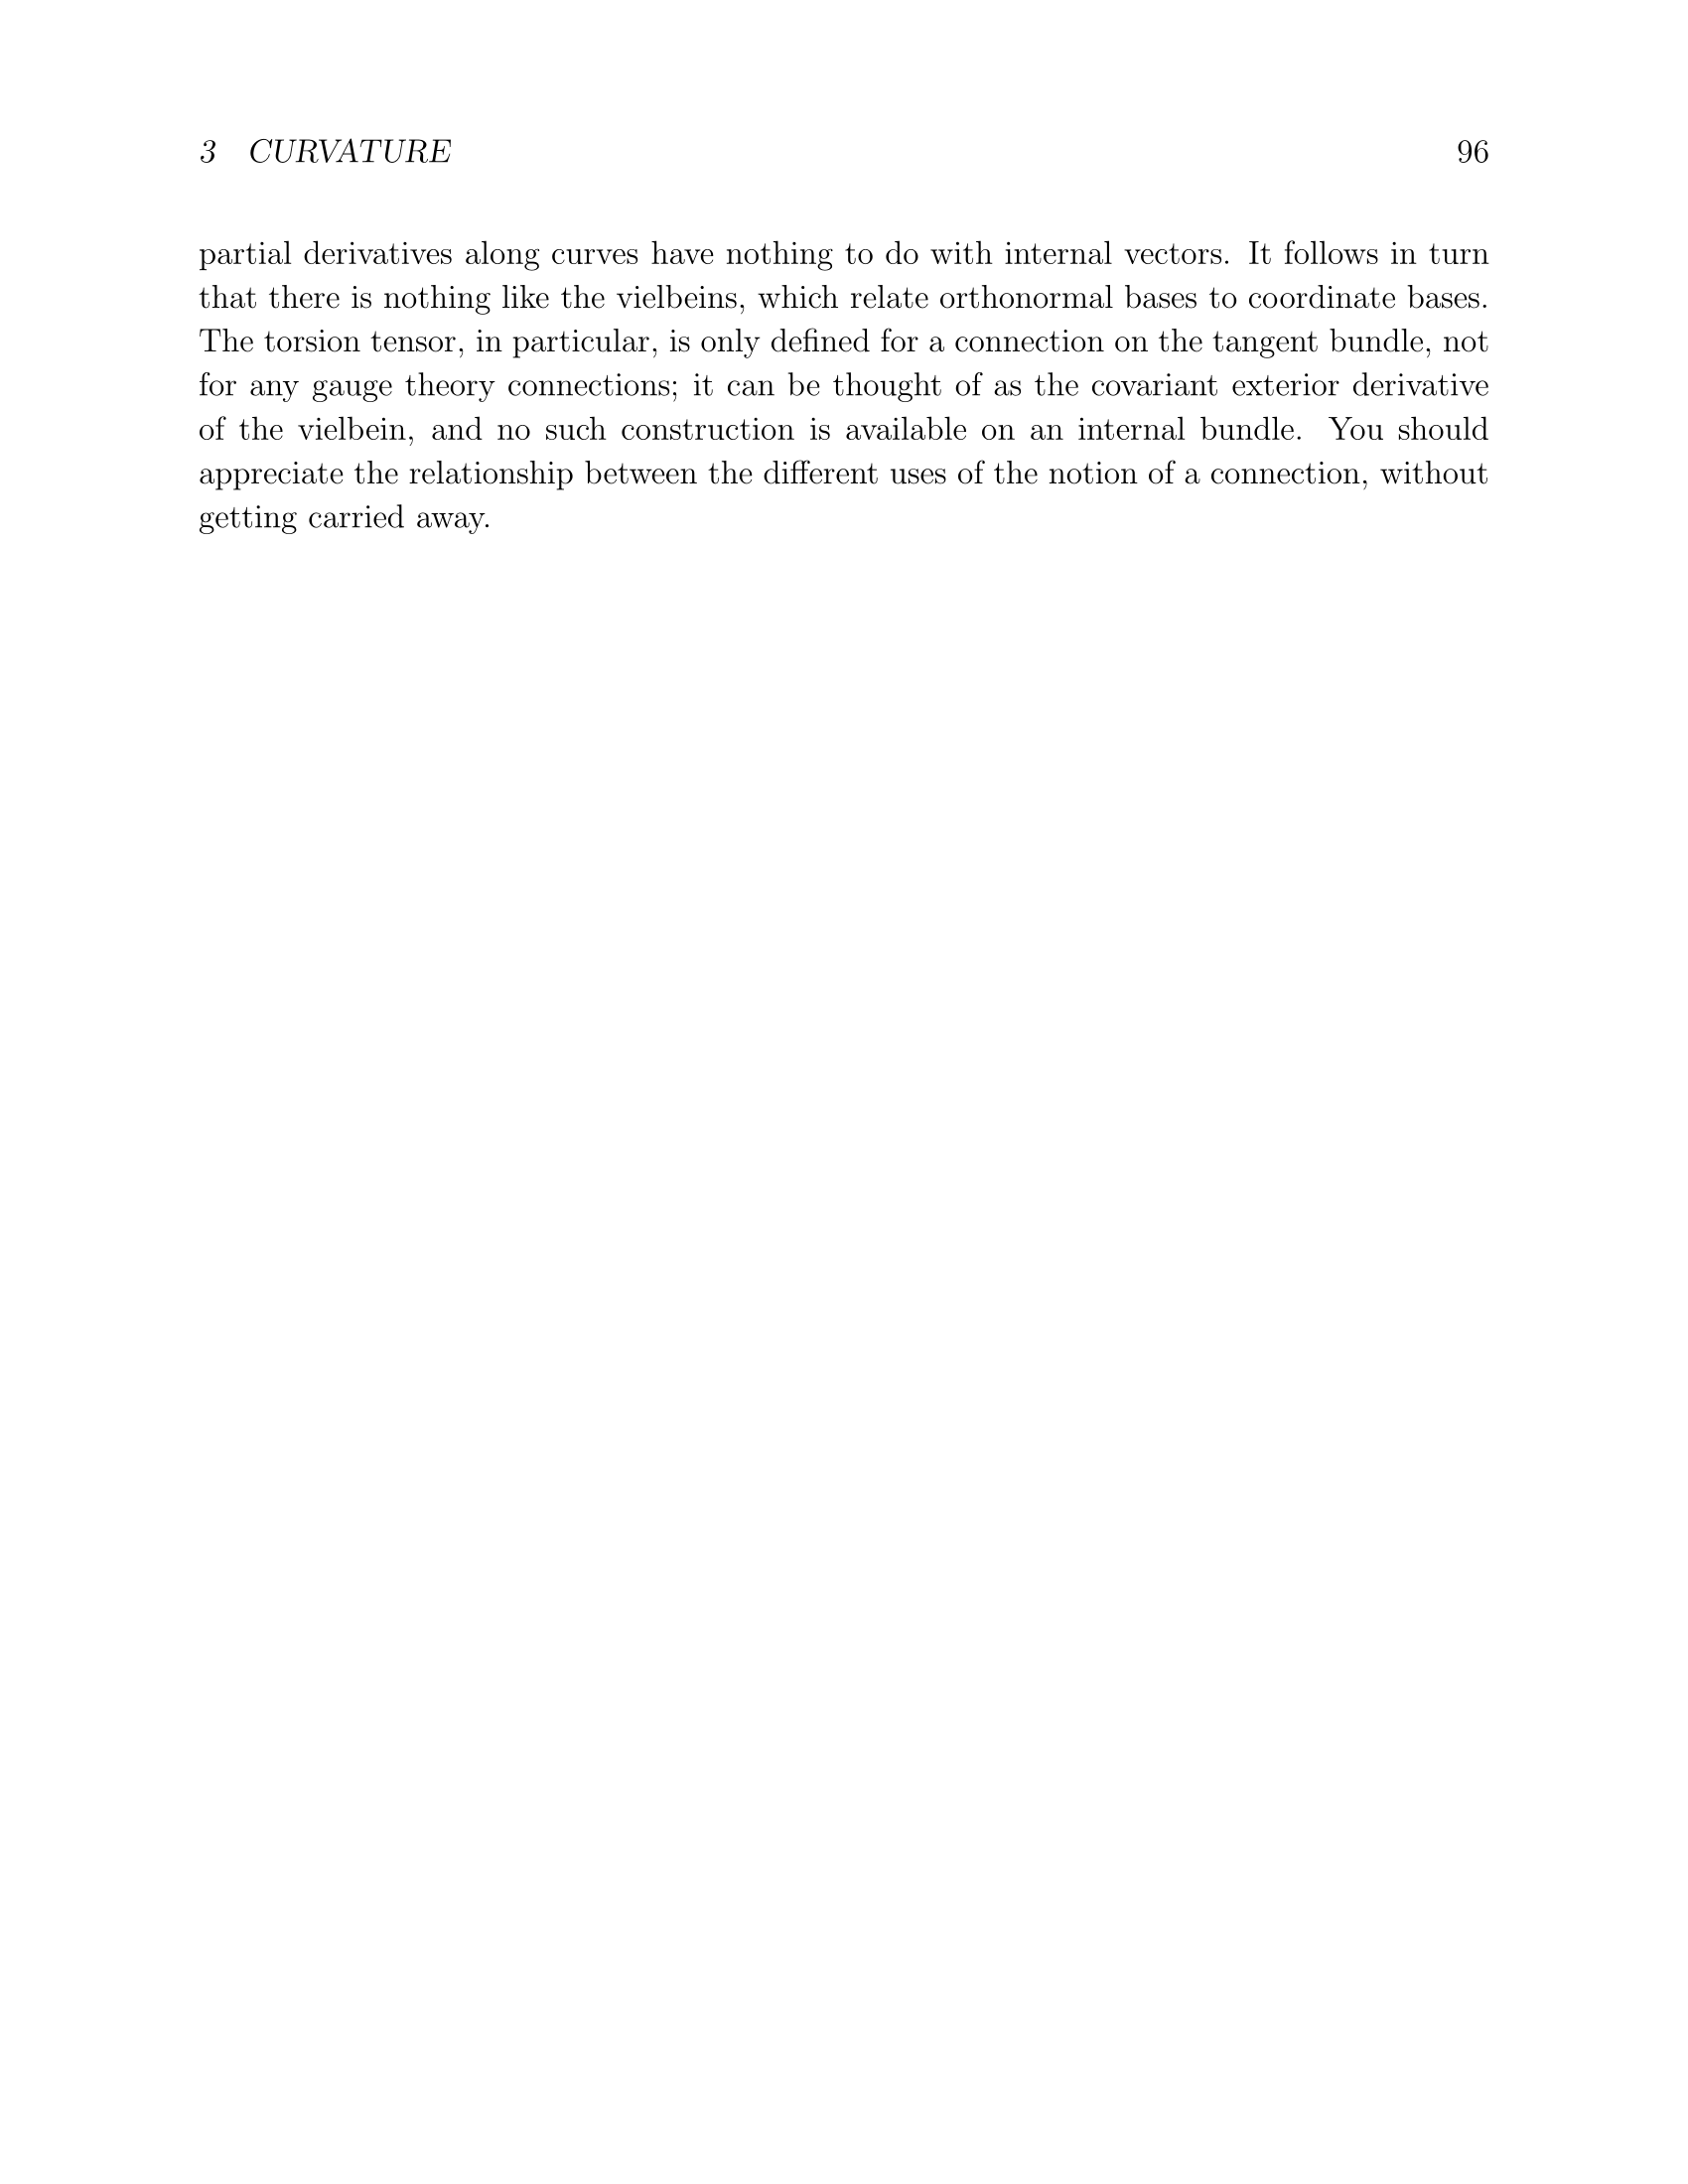 3 CURVATURE 96
partial derivatives along curves have nothing to do with internal vectors. It follows in turn
that there is nothing like the vielbeins, which relate orthonormal bases to coordinate bases.
The torsion tensor, in particular, is only defined for a connection on the tangent bundle, not
for any gauge theory connections; it can be thought of as the covariant exterior derivative
of the vielbein, and no such construction is available on an internal bundle. You should
appreciate the relationship between the different uses of the notion of a connection, without
getting carried away.